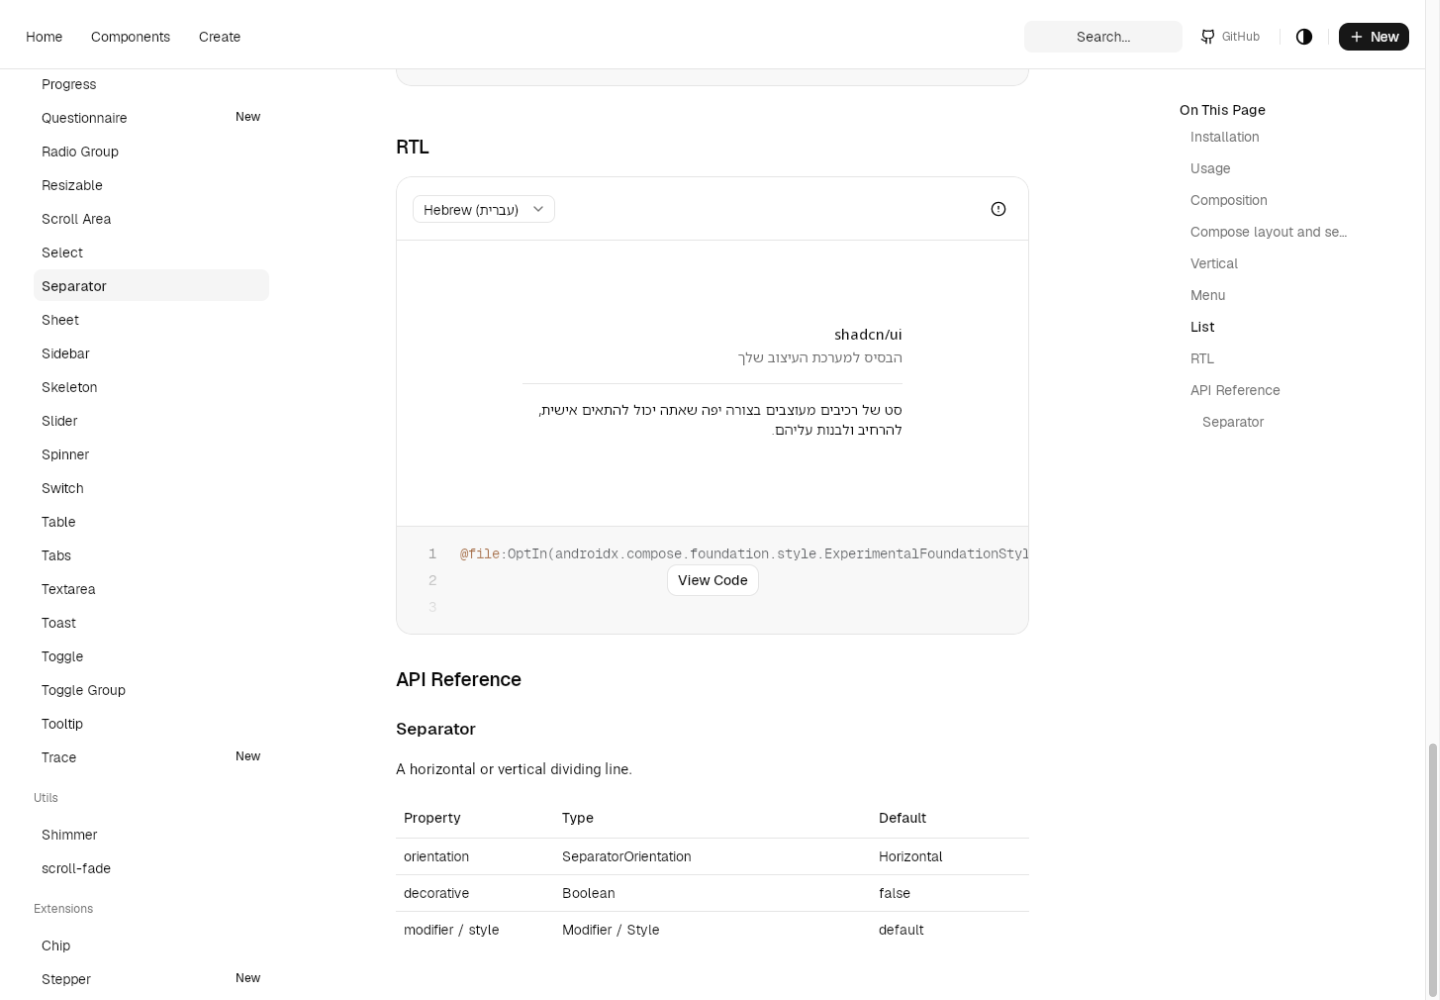 Home
Components
Create
Search...
GitHub
New
Progress
Questionnaire New
Radio Group
Resizable
Scroll Area
Select
Separator
Sheet
Sidebar
Skeleton
Slider
Spinner
Switch
Table
Tabs
Textarea
Toast
Toggle
Toggle Group
Tooltip
Trace New
Utils
Shimmer
scroll-fade
Extensions
Chip
Stepper New
RTL
Hebrew (עברית)
shadcn/ui
הבסיס למערכת העיצוב שלך
סט של רכיבים מעוצבים בצורה יפה שאתה יכול להתאים אישית,
להרחיב ולבנות עליהם.
1 @file:OptIn(androidx.compose.foundation.style.ExperimentalFoundationStyl
2
View Code
3
API Reference
Separator
A horizontal or vertical dividing line.
Property Type Default
orientation SeparatorOrientation Horizontal
decorative Boolean false
modifier / style Modifier / Style default
On This Page
Installation
Usage
Composition
Compose layout and se...
Vertical
Menu
List
RTL
API Reference
Separator